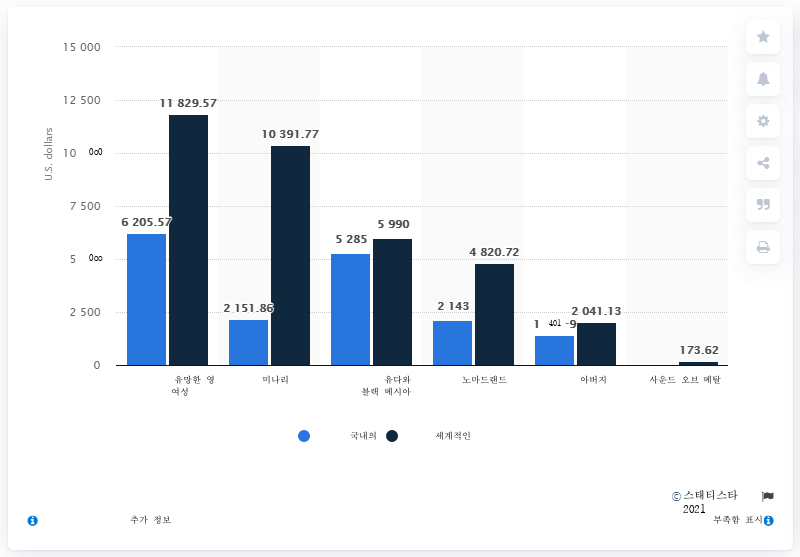 15 000
12 500
10 000
7 500
5 000
2 500
0
U.S. dollars
6 205.57
11 829.57
2 151.86
10 391.77
5 285
5 990
2 143
4 820.72
2 041.13
173.62
유망한 영
여성
미나리
유다와
블랙 메시아
노마드랜드
아버지
사운드 오브 메탈
국내의
세계적인
© 스태티스타
2021
추가 정보
부족함 표시